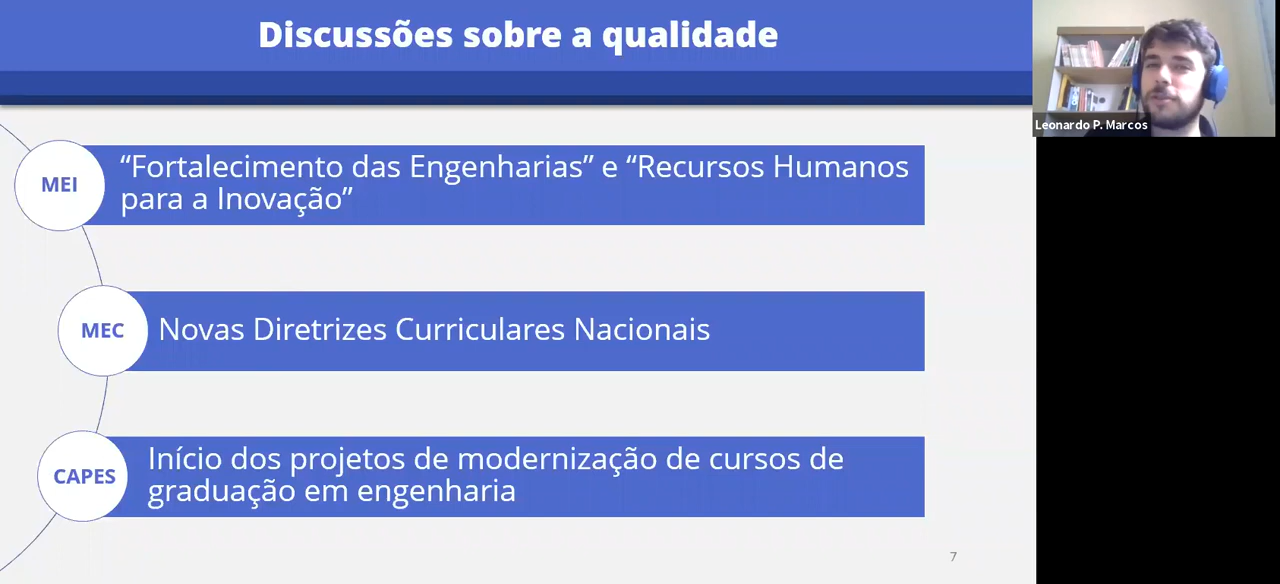 Discussões sobre a qualidade
Leonardo P. Marcos
MEI
“Fortalecimento das Engenharias” e “Recursos Humanos
para a Inovação”
MEC
Novas Diretrizes Curriculares Nacionais
CAPES
Início dos projetos de modernização de cursos de
graduação em engenharia
7